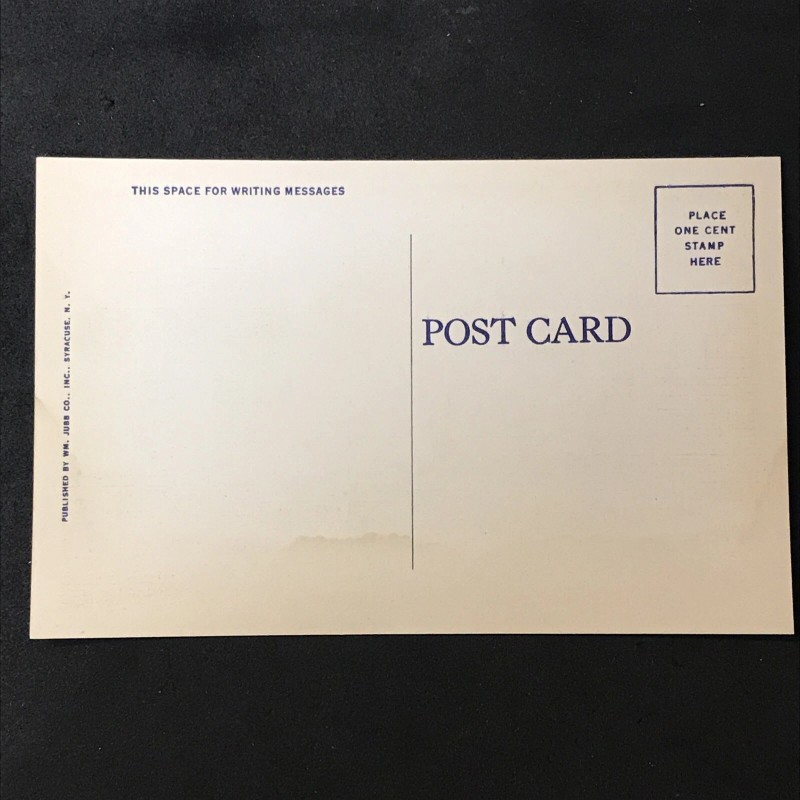 THIS SPACE FOR WRITING MESSAGES
PLACE
ONE CENT
STAMP
HERE
POST CARD
PUBLISHED BY WM. JUBB CO., INC., SYRACUSE, N. Y.